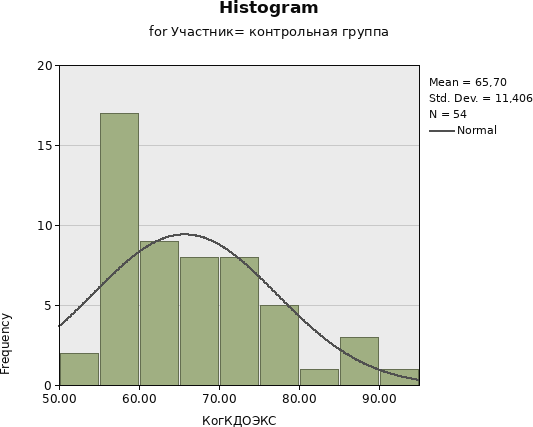 Histogram
for Участник= контрольная группа
Mean = 65,70
Std. Dev. = 11,406
N = 54
Normal
Frequency
20
15
10
5
0
50.00 60.00 70.00 80.00 90.00
КогКДОЭКС